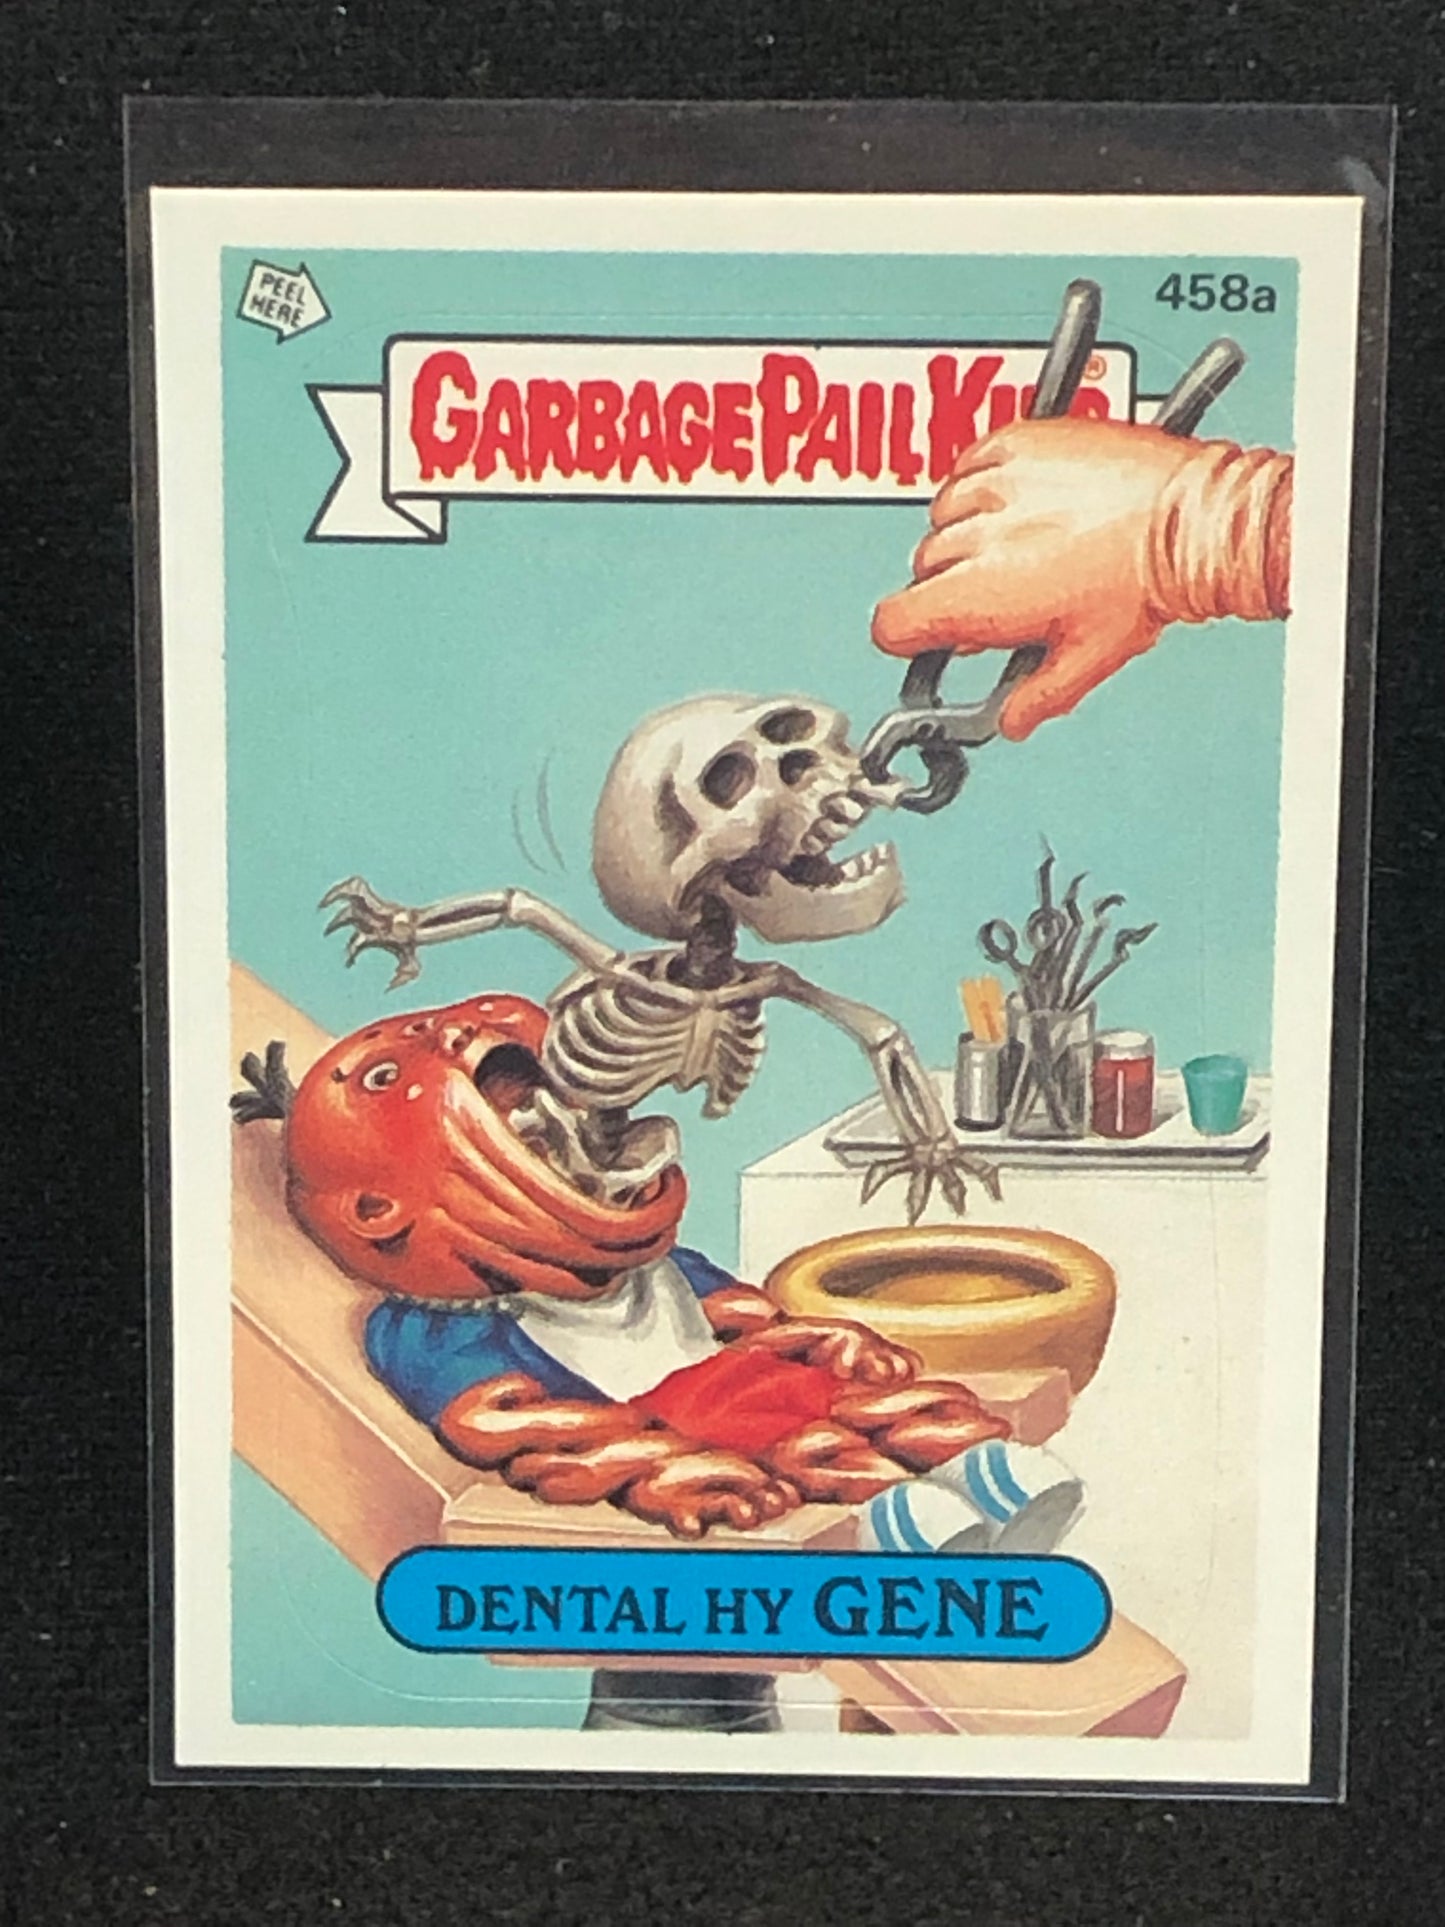 PEEL
HERE
458a
GARBAGE PAIL KIDS®
DENTAL HY GENE